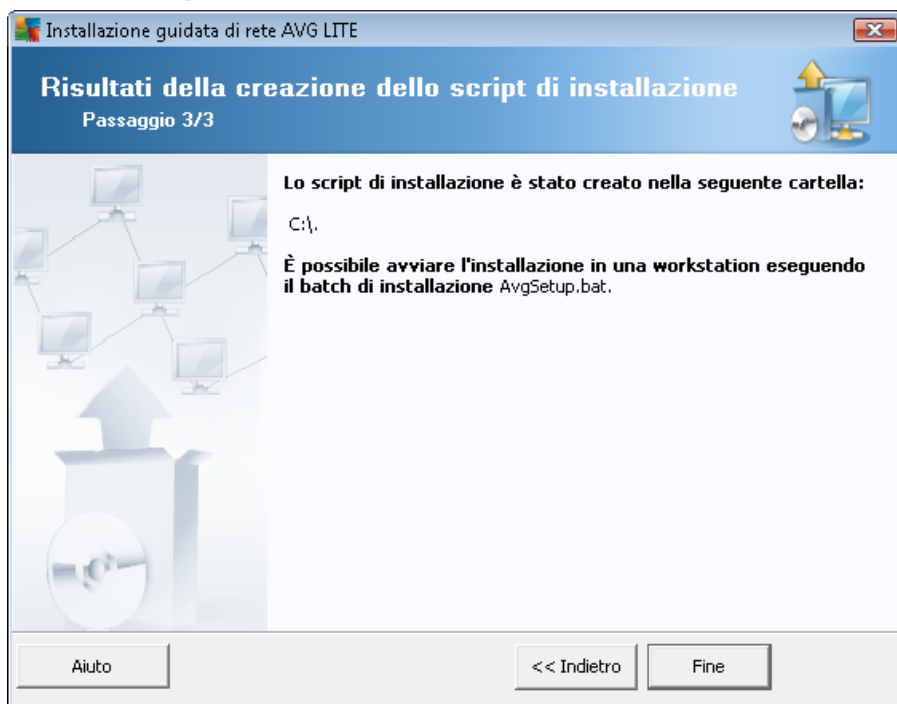 Installazione guidata di rete AVG LITE
Risultati della creazione dello script di installazione
Passaggio 3/3
Lo script di installazione è stato creato nella seguente cartella:
C:\.
È possibile avviare l'installazione in una workstation eseguendo
il batch di installazione AvgSetup.bat.
Aiuto
<< Indietro
Fine